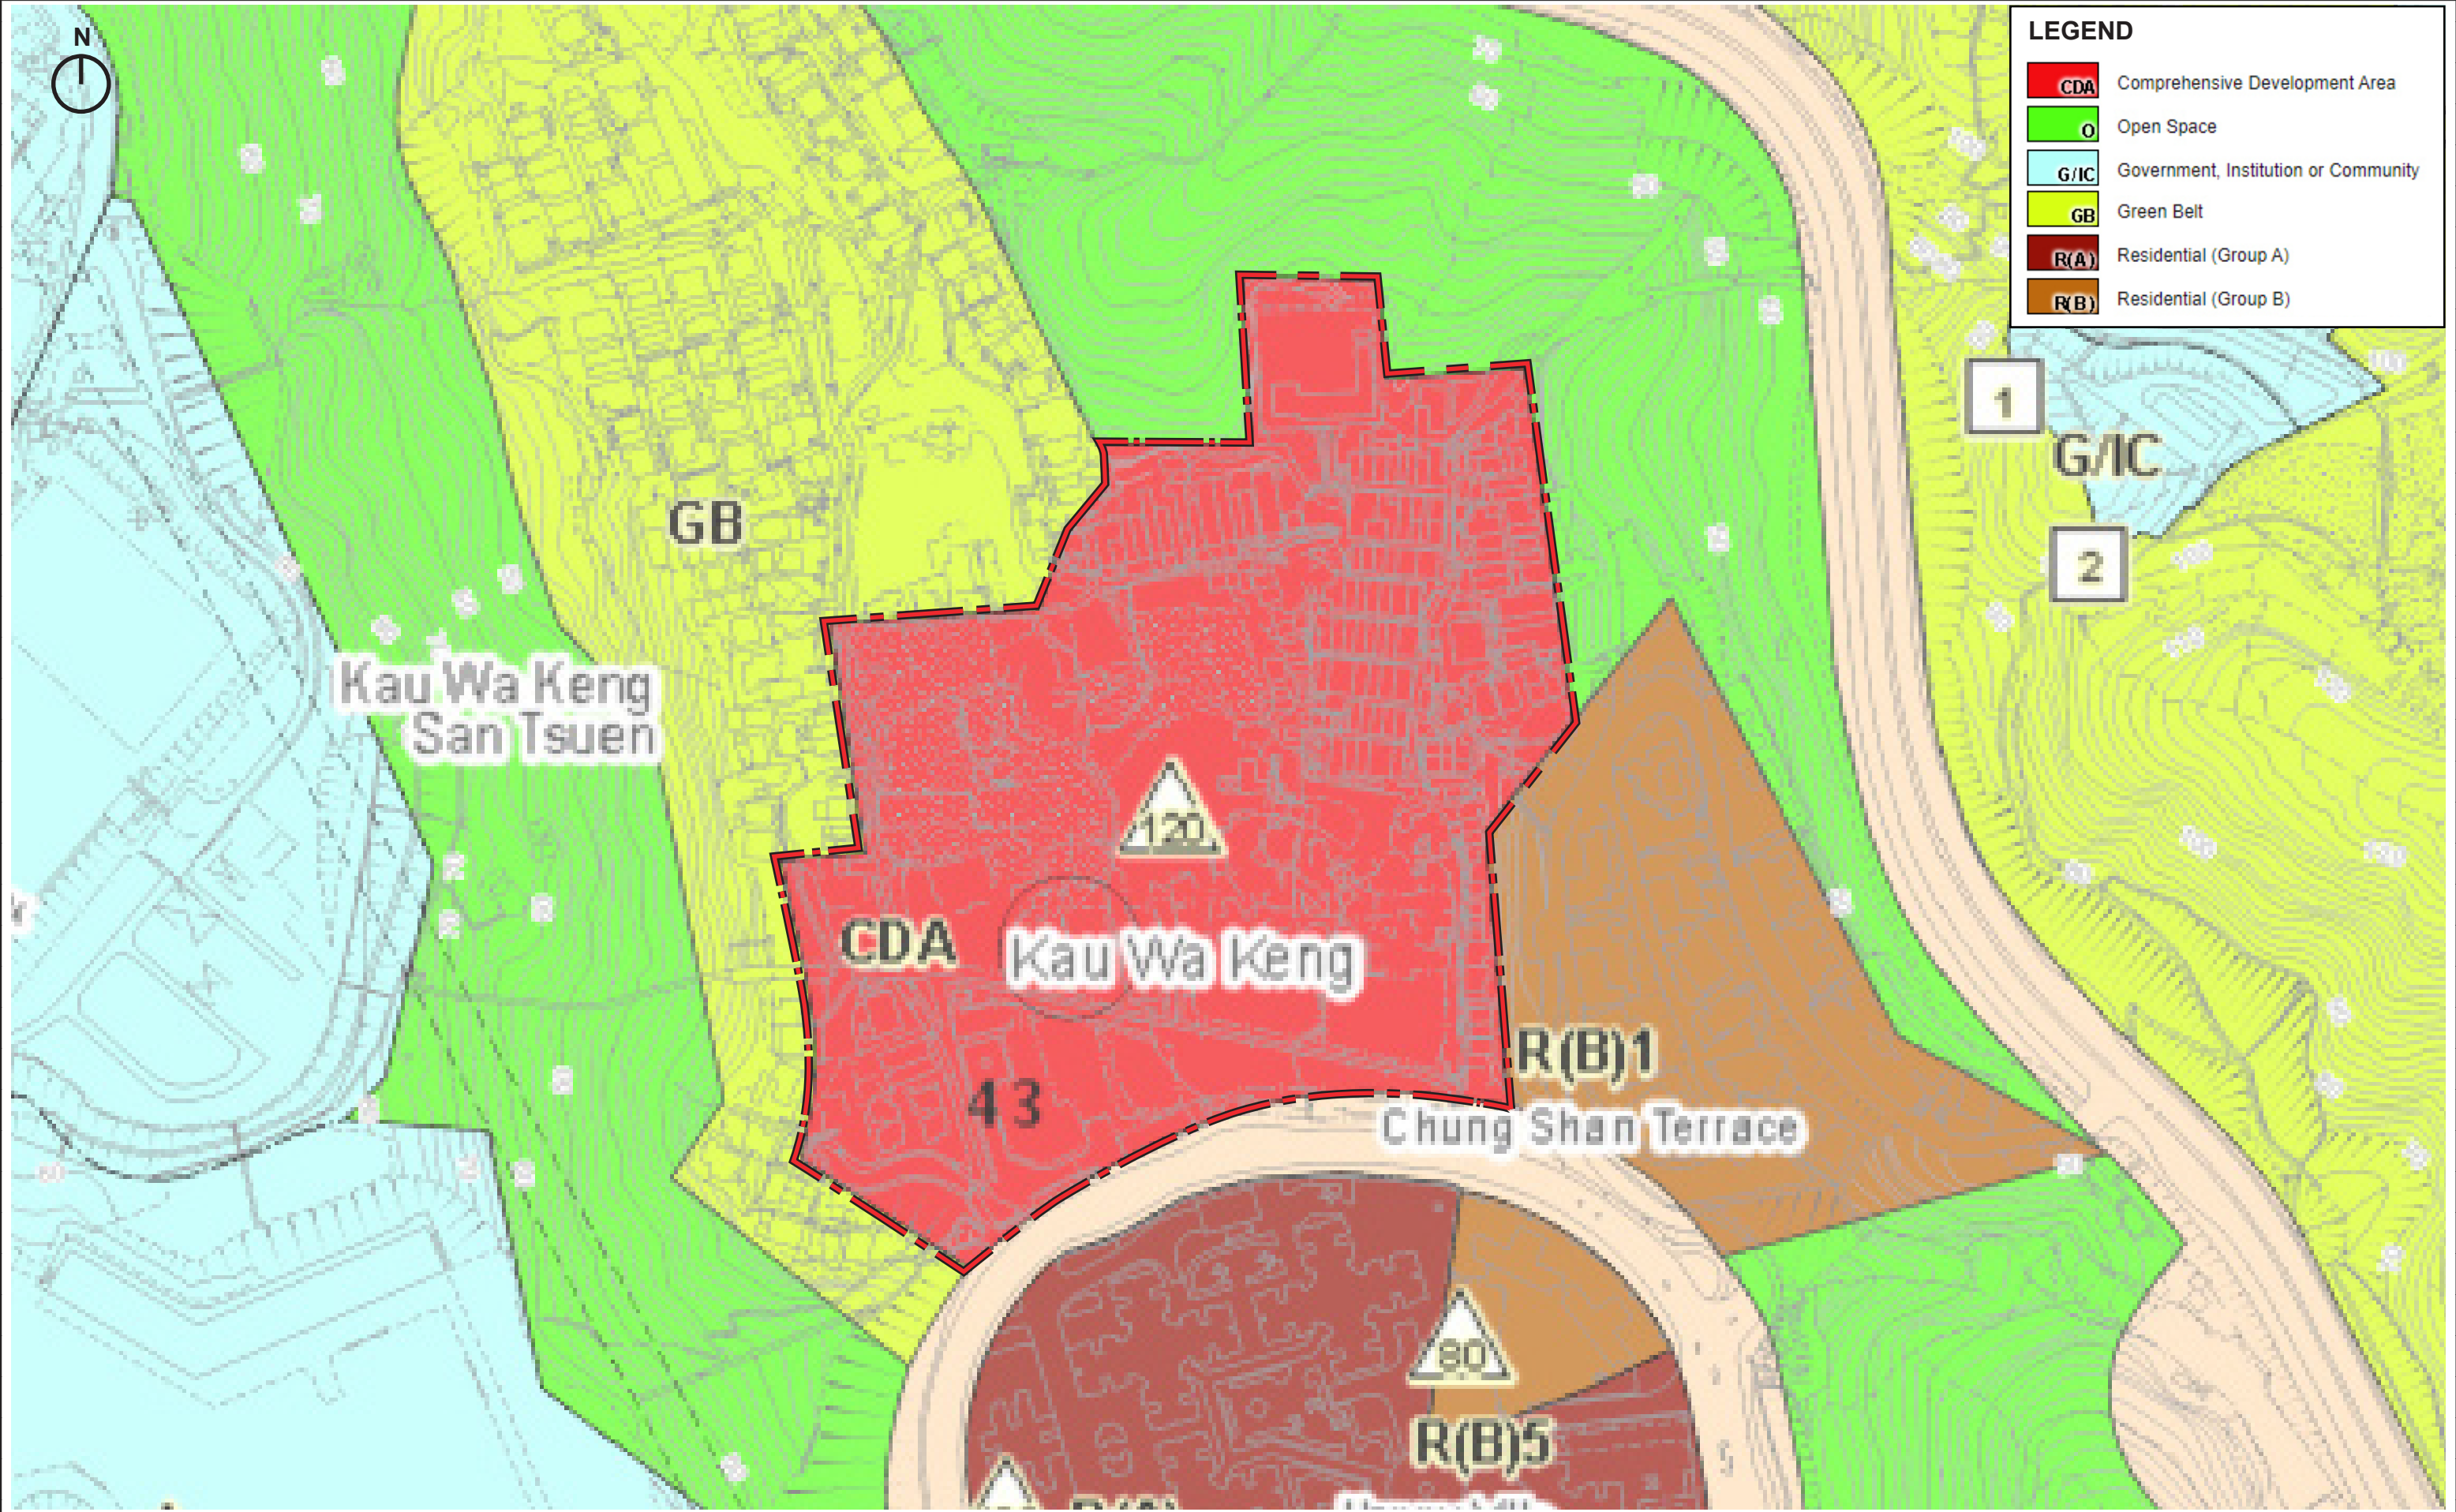 N
LEGEND
CDA Comprehensive Development Area
O Open Space
G/IC Government, Institution or Community
GB Green Belt
R(A) Residential (Group A)
R(B) Residential (Group B)
1
G/IC
GB
2
Kau Wa Keng
San Tsuen
120
CDA
Kau Wa Keng
R(B)1
43
Chung Shan Terrace
80
R(B)5